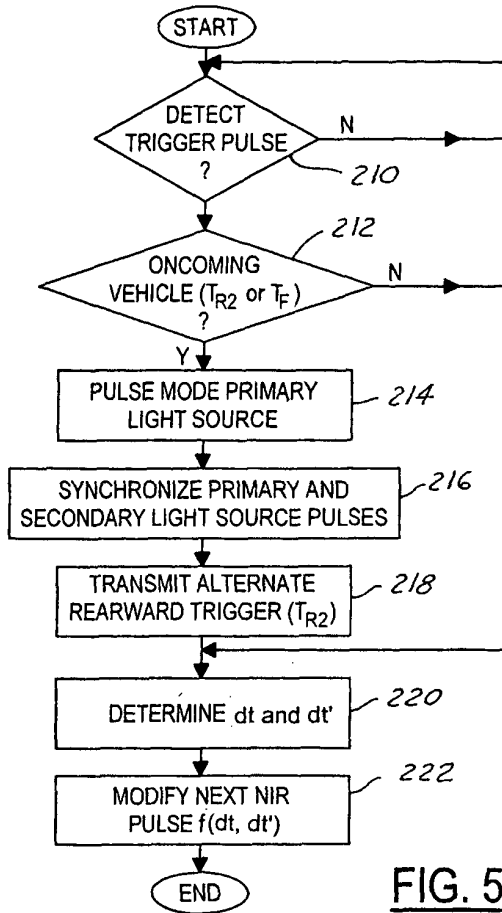 START
DETECT
TRIGGER PULSE
?
N
210
212
ONCOMING
VEHICLE (TR2 or TF)
?
N
Y
PULSE MODE PRIMARY
LIGHT SOURCE
214
SYNCHRONIZE PRIMARY AND
SECONDARY LIGHT SOURCE PULSES
216
TRANSMIT ALTERNATE
REARWARD TRIGGER (TR2)
218
DETERMINE dt and dt'
220
MODIFY NEXT NIR
PULSE f(dt, dt')
222
END
FIG. 5